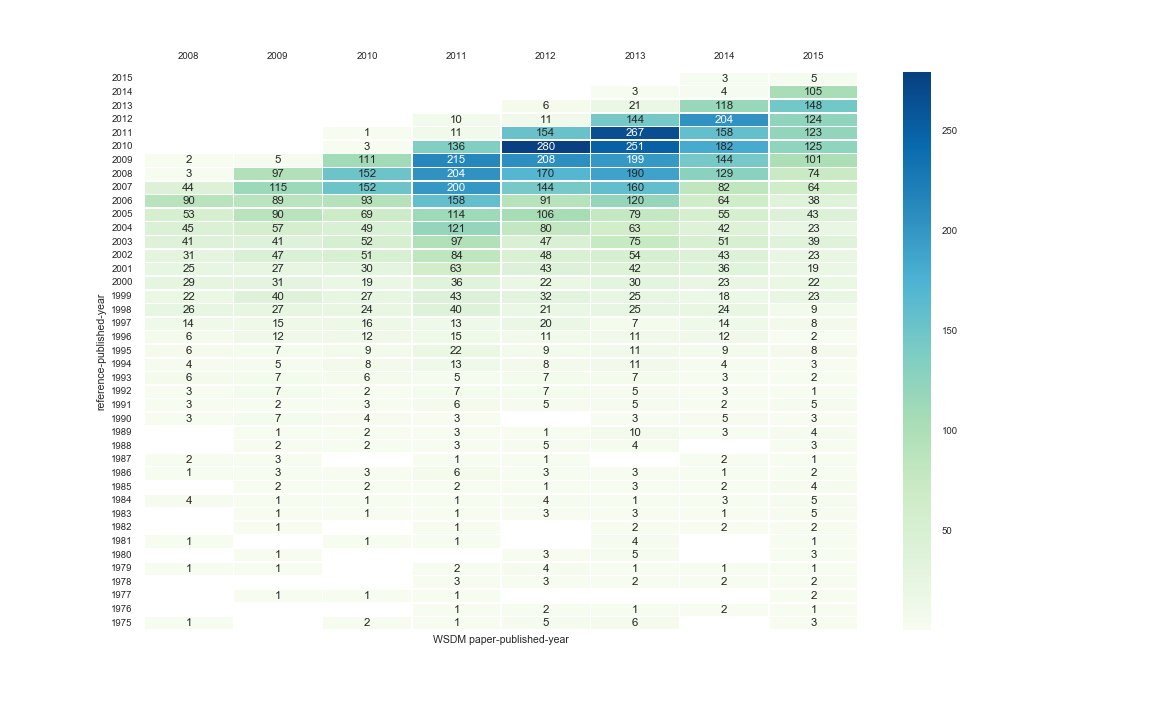 2008 2009 2010 2011 2012 2013 2014 2015
2015 3 5
2014 3 4 105
2013 6 21 118 148
2012 10 11 144 204 124
2011 1 11 154 267 158 123
2010 3 136 280 251 182 125
2009 2 5 111 215 208 199 144 101
2008 3 97 152 204 170 190 129 74
2007 44 115 152 200 144 160 82 64
2006 90 89 93 158 91 120 64 38
2005 53 90 69 114 106 79 55 43
2004 45 57 49 121 80 63 42 23
2003 41 41 52 97 47 75 51 39
2002 31 47 51 84 48 54 43 23
2001 25 27 30 63 43 42 36 19
2000 29 31 19 36 22 30 23 22
1999 22 40 27 43 32 25 18 23
1998 26 27 24 40 21 25 24 9
1997 14 15 16 13 20 7 14 8
1996 6 12 12 15 11 11 12 2
1995 6 7 9 22 9 11 9 8
1994 4 5 8 13 8 11 4 3
1993 6 7 6 5 7 7 3 2
1992 3 7 2 7 7 5 3 1
1991 3 2 3 6 5 5 2 5
1990 3 7 4 3 3 5 3
1989 1 2 3 1 10 3 4
1988 2 2 3 5 4 3
1987 2 3 1 1 2 1
1986 1 3 3 6 3 3 1 2
1985 2 2 2 1 3 2 4
1984 4 1 1 1 4 1 3 5
1983 1 1 1 3 3 1 5
1982 1 1 2 2 2
1981 1 1 1 4 1
1980 1 3 5 3
1979 1 1 2 4 1 1 1
1978 3 3 2 2 2
1977 1 1 1 2
1976 1 2 1 2 1
1975 1 2 1 5 6 3
reference-published-year
WSDM paper-published-year
250
200
150
100
50